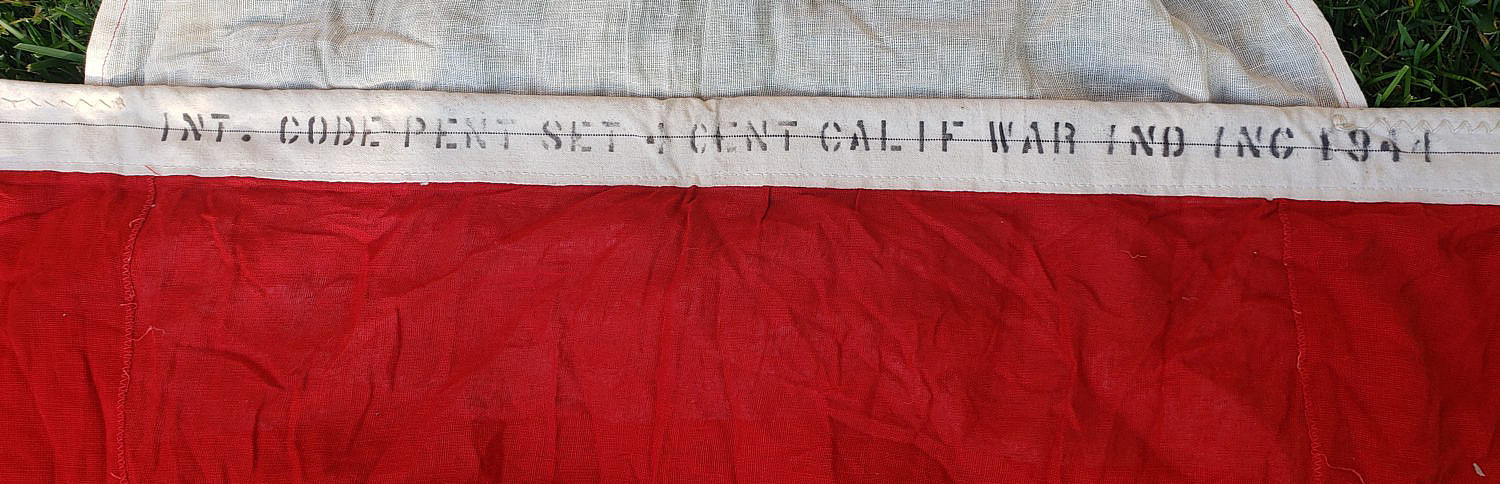 INT. CODE PENT SET 4 CENT CALIF WAR IND INC 1944